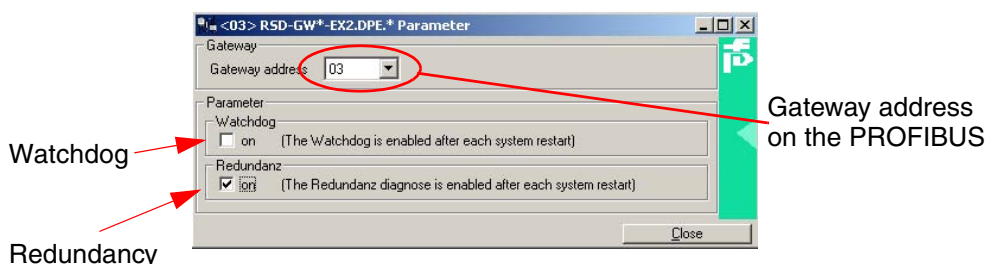 <03> RSD-GW*-EX2.DPE.* Parameter
Gateway
Gateway address 03
Parameter
Watchdog
on (The Watchdog is enabled after each system restart)
Redundanz
on (The Redundanz diagnose is enabled after each system restart)
Close
Watchdog
Redundancy
Gateway address
on the PROFIBUS